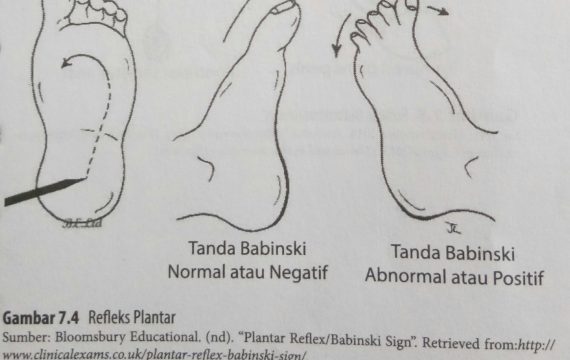 Tanda Babinski
Normal atau Negatif
Tanda Babinski
Abnormal atau Positif
Gambar 7.4 Refleks Plantar
Sumber: Bloomsbury Educational. (nd). “Plantar Reflex/Babinski Sign”. Retrieved from:http://
www.clinicalexams.co.uk/plantar-reflex-babinski-sign/